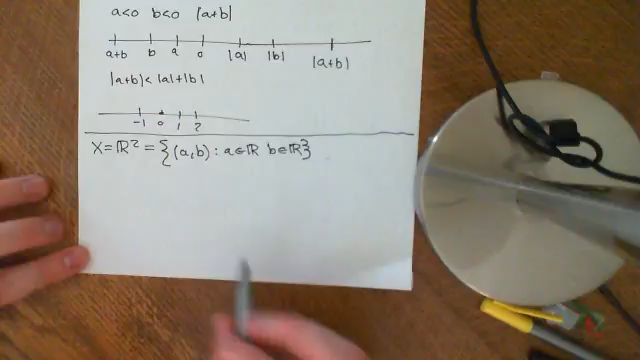 a<0 b<0 |a+b|
a+b b a 0 |a| |b| |a+b|
|a+b|<|a|+|b|
-1 0 1 2
X=ℝ²={(a,b): a∈ℝ b∈ℝ}